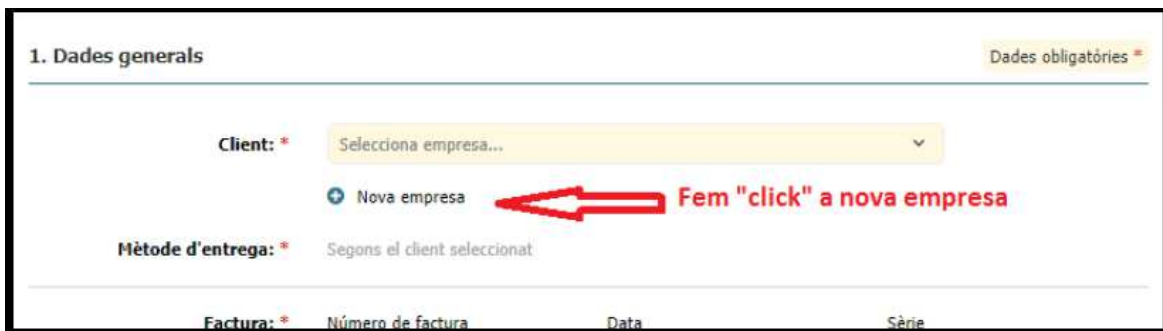 1. Dades generals Dades obligatóries *
Client: * Selecciona empresa...
Nova empresa Fem "click" a nova empresa
Mètode d'entrega: * Segons el client seleccionat
Factura: * Número de factura Data Sèrie